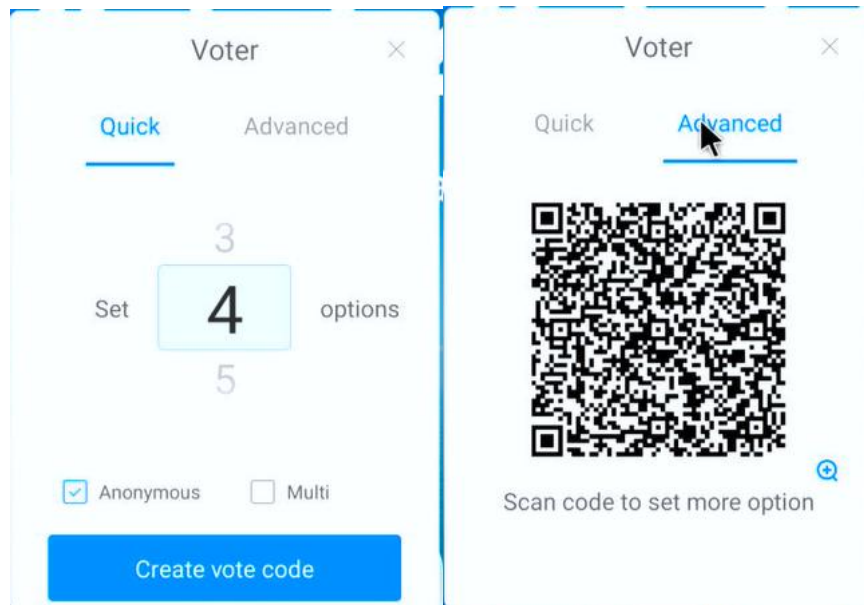 Voter
Quick Advanced
3
Set 4 options
5
Anonymous Multi
Create vote code
Voter
Quick Advanced
Scan code to set more option